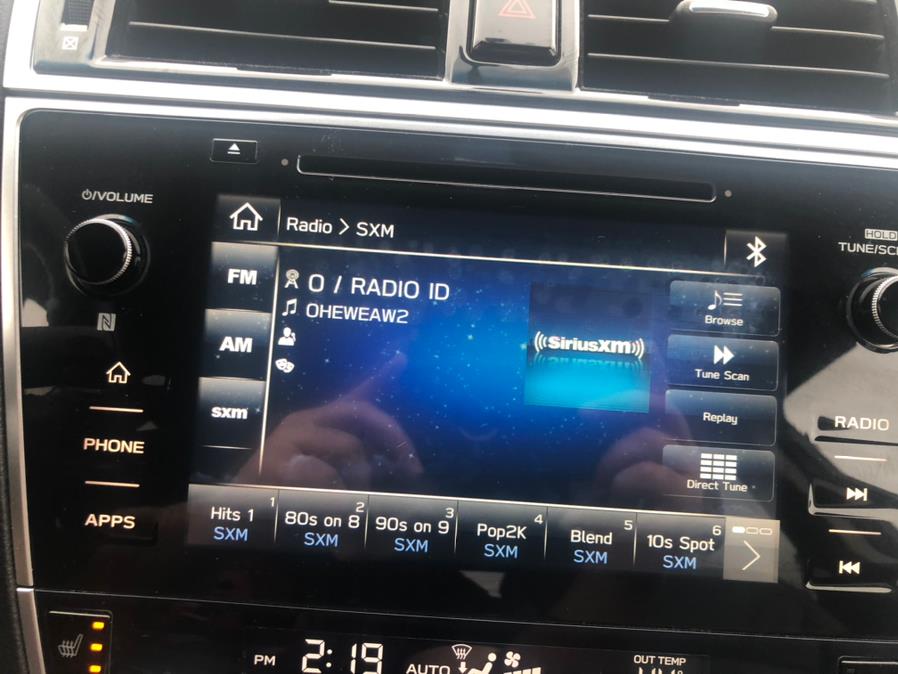 ⏻/VOLUME
HOLD
TUNE/SC
Radio > SXM
FM
AM
sxm
0 / RADIO ID
0HEWEAW2
((SiriusXM))
Browse
Tune Scan
Replay
Direct Tune
PHONE
APPS
RADIO
1
Hits 1
SXM
2
80s on 8
SXM
3
90s on 9
SXM
4
Pop2K
SXM
5
Blend
SXM
6
10s Spot
SXM
PM 2:19
AUTO
OUT TEMP